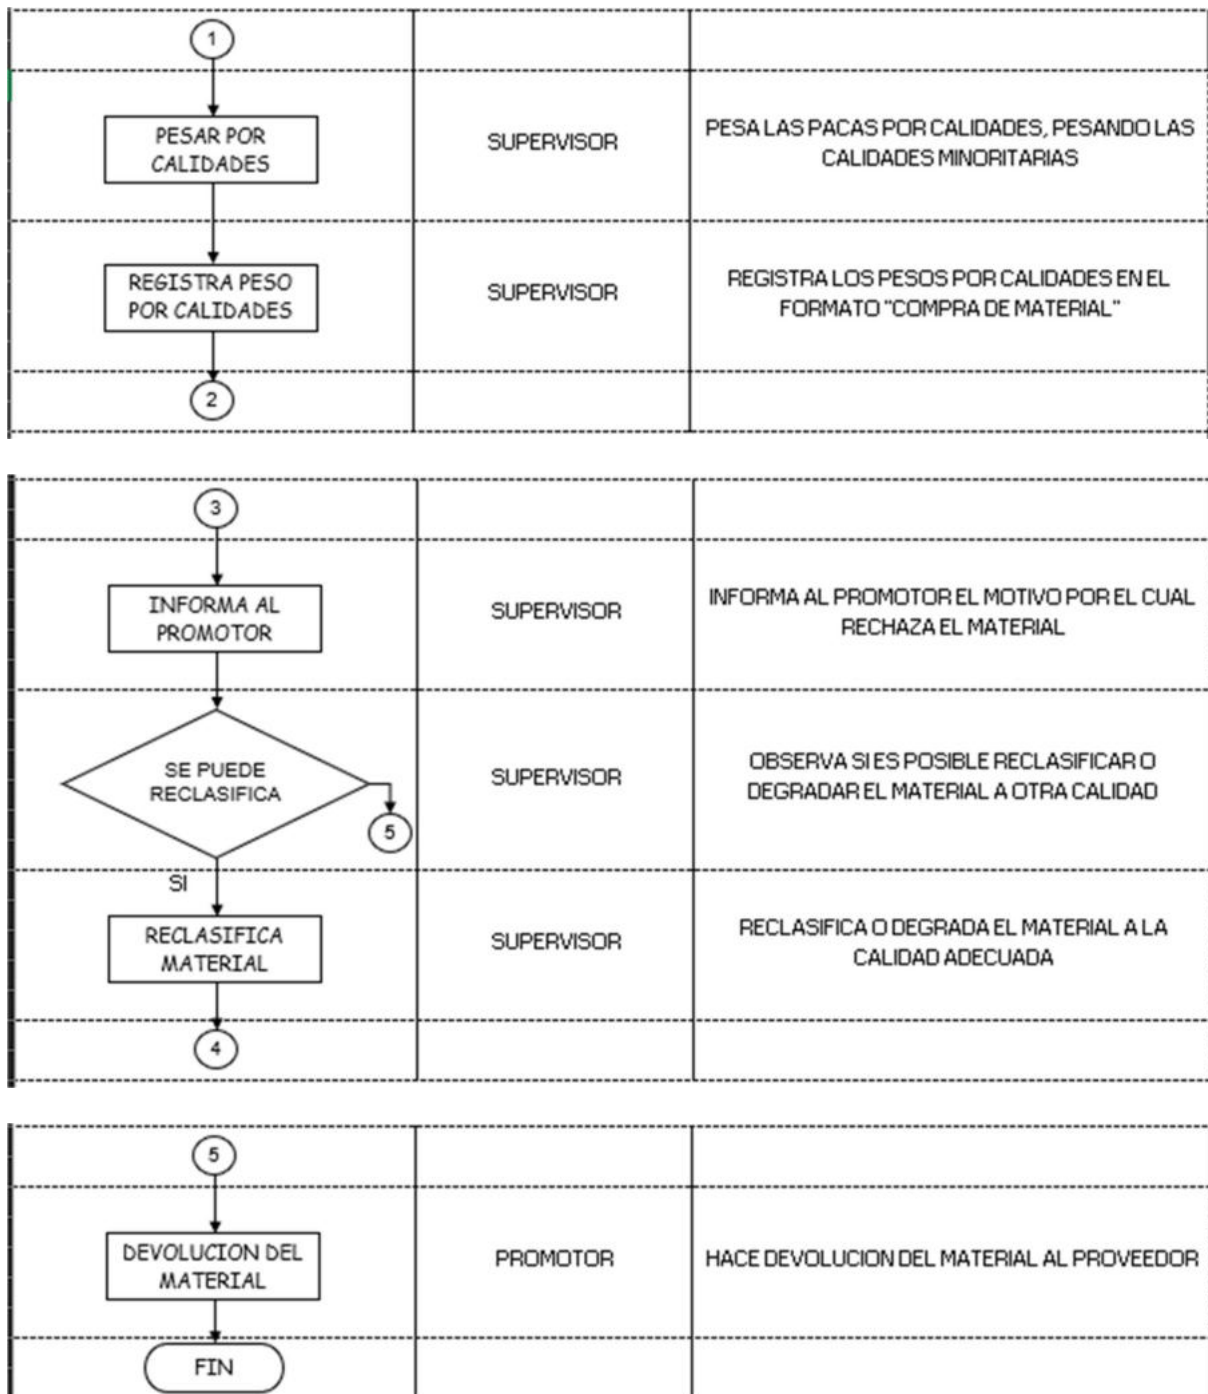 1
PESAR POR
CALIDADES
SUPERVISOR
PESA LAS PACAS POR CALIDADES, PESANDO LAS
CALIDADES MINORITARIAS
REGISTRA PESO
POR CALIDADES
SUPERVISOR
REGISTRA LOS PESOS POR CALIDADES EN EL
FORMATO "COMPRA DE MATERIAL"
2
3
INFORMA AL
PROMOTOR
SUPERVISOR
INFORMA AL PROMOTOR EL MOTIVO POR EL CUAL
RECHAZA EL MATERIAL
SE PUEDE
RECLASIFICA
SUPERVISOR
OBSERVA SI ES POSIBLE RECLASIFICAR O
DEGRADAR EL MATERIAL A OTRA CALIDAD
5
SI
RECLASIFICA
MATERIAL
SUPERVISOR
RECLASIFICA O DEGRADA EL MATERIAL A LA
CALIDAD ADECUADA
4
5
DEVOLUCION DEL
MATERIAL
PROMOTOR
HACE DEVOLUCION DEL MATERIAL AL PROVEEDOR
FIN